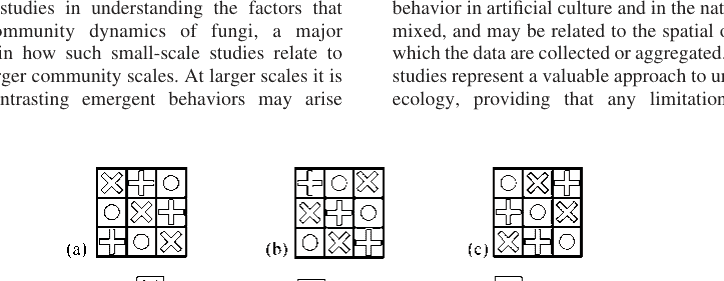 studies in understanding the factors that
ommunity dynamics of fungi, a major
in how such small-scale studies relate to
rger community scales. At larger scales it is
ntrasting emergent behaviors may arise
behavior in artificial culture and in the nat
mixed, and may be related to the spatial
which the data are collected or aggregated.
studies represent a valuable approach to u
ecology, providing that any limitation
(a) (b) (c)